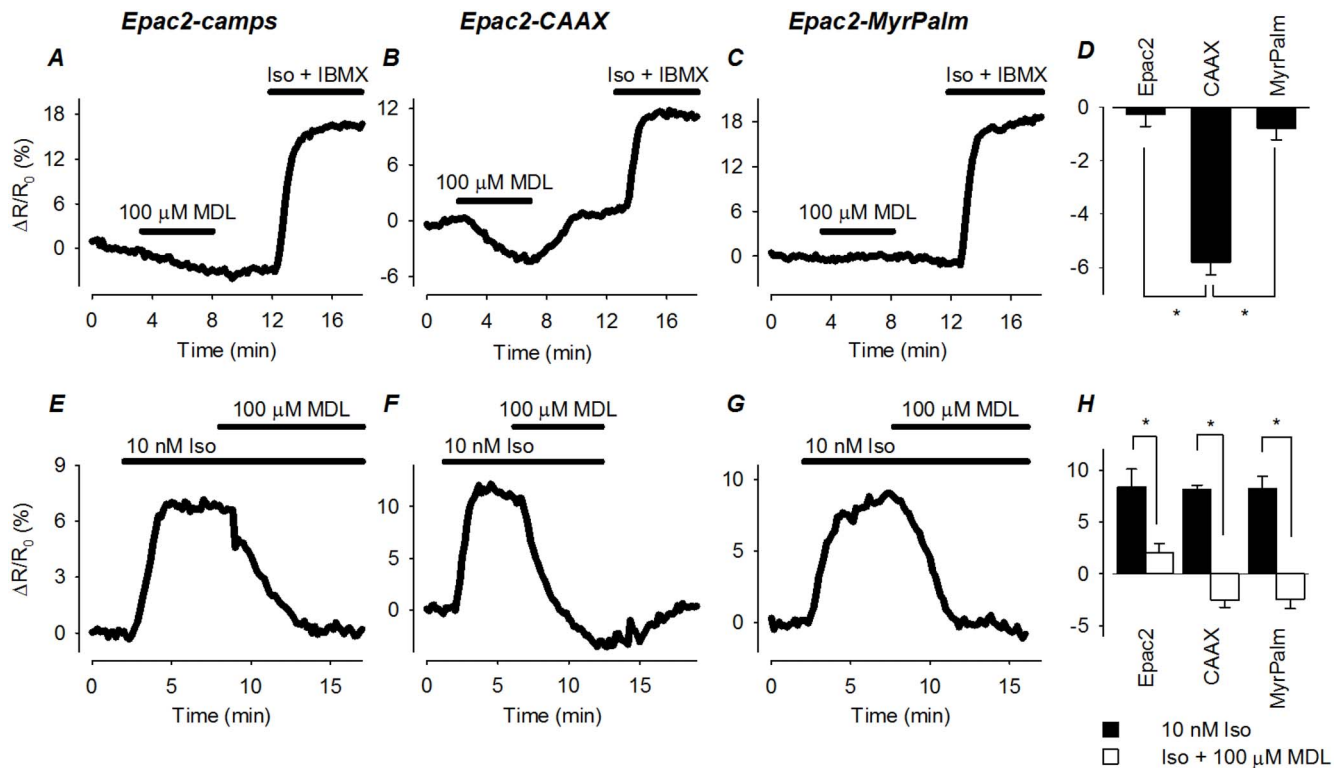 Epac2-camps
Epac2-CAAX
Epac2-MyrPalm
A
B
C
D
Iso + IBMX
Iso + IBMX
Iso + IBMX
Epac2
CAAX
MyrPalm
ΔR/R0 (%)
18
12
6
0
100 µM MDL
0 4 8 12 16
Time (min)
12
6
0
-6
100 µM MDL
0 4 8 12 16
Time (min)
18
12
6
0
100 µM MDL
0 4 8 12 16
Time (min)
0
-2
-4
-6
* *
E
F
G
H
100 µM MDL
10 nM Iso
ΔR/R0 (%)
9
6
3
0
0 5 10 15
Time (min)
100 µM MDL
10 nM Iso
10
5
0
0 5 10 15
Time (min)
100 µM MDL
10 nM Iso
10
5
0
0 5 10 15
Time (min)
* * *
10
5
0
-5
Epac2
CAAX
MyrPalm
10 nM Iso
Iso + 100 µM MDL